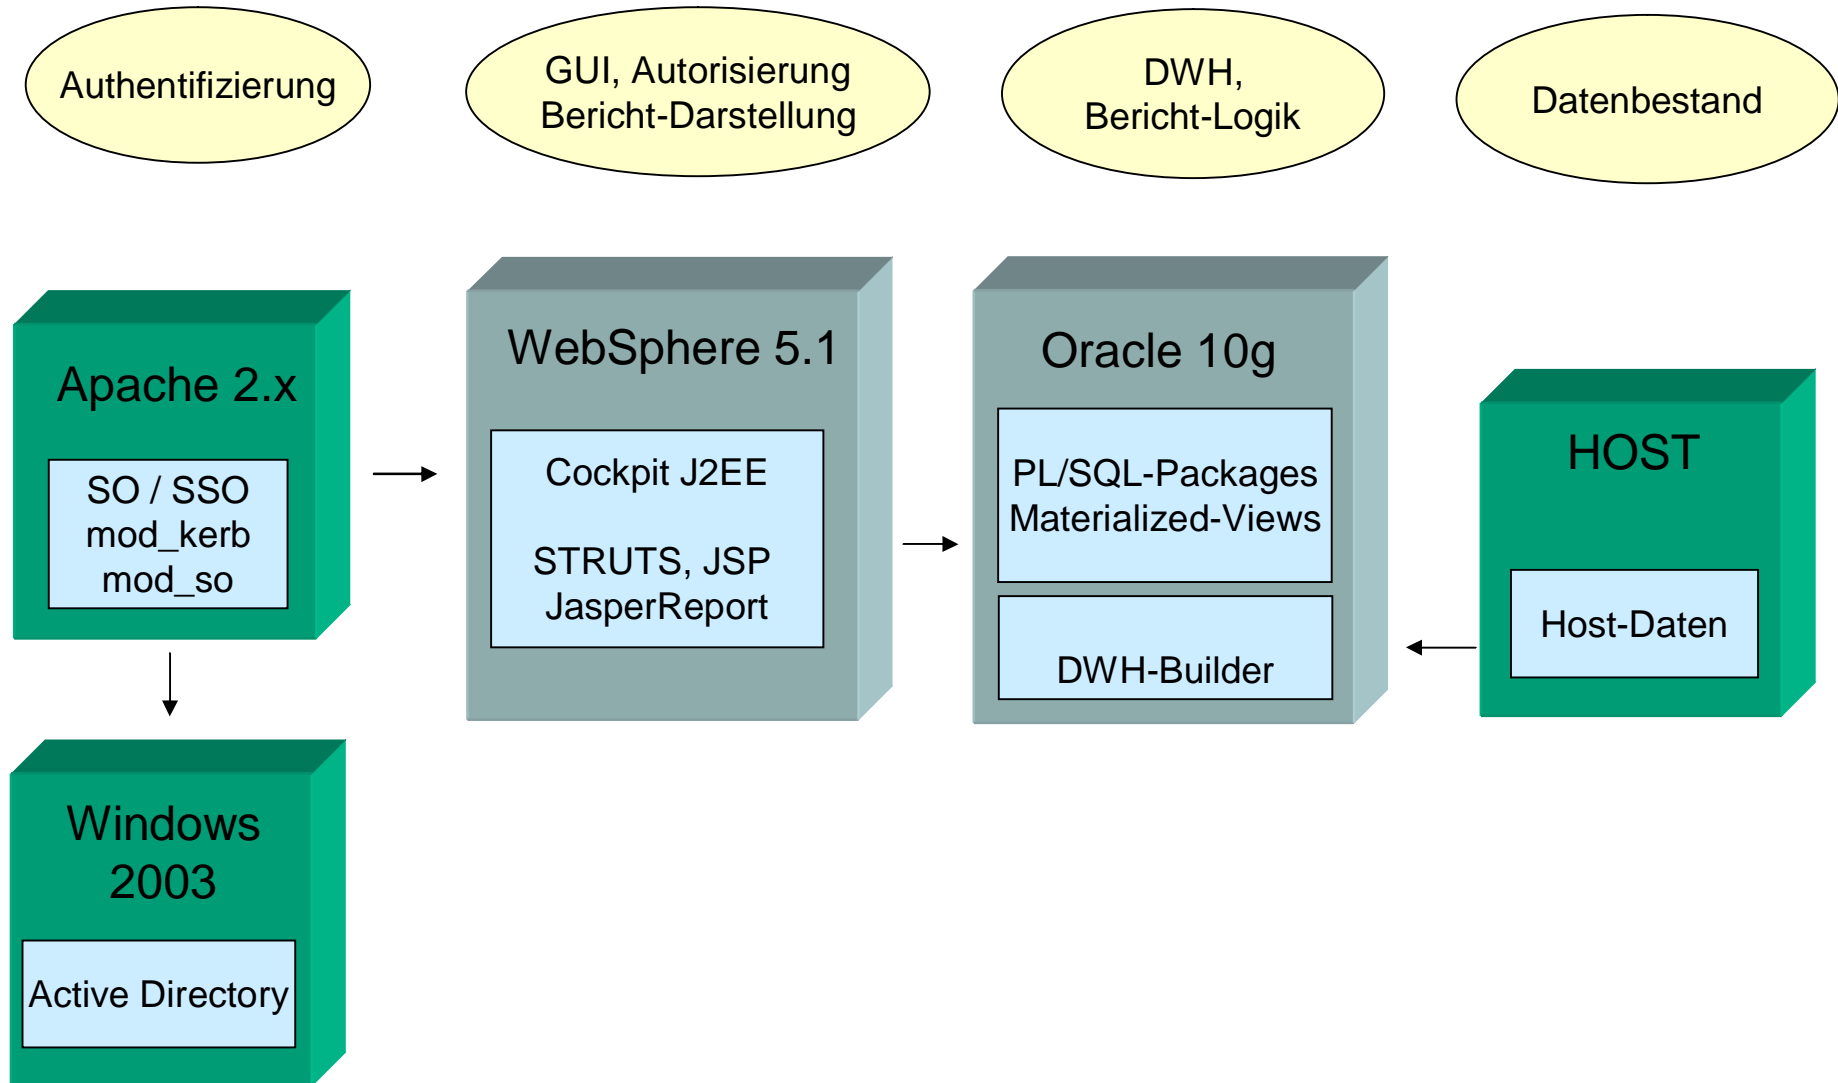 Authentifizierung
GUI, Autorisierung
Bericht-Darstellung
DWH,
Bericht-Logik
Datenbestand
Apache 2.x
SO / SSO
mod_kerb
mod_so
WebSphere 5.1
Cockpit J2EE
STRUTS, JSP
JasperReport
Oracle 10g
PL/SQL-Packages
Materialized-Views
DWH-Builder
HOST
Host-Daten
Windows
2003
Active Directory